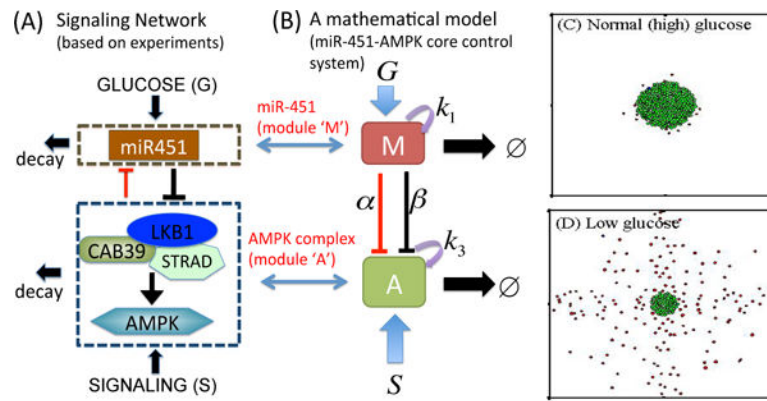 (A) Signaling Network
(based on experiments)
GLUCOSE (G)
miR451
decay
LKB1
CAB39
STRAD
AMPK
decay
SIGNALING (S)
miR-451
(module ‘M’)
AMPK complex
(module ‘A’)
(B) A mathematical model
(miR-451-AMPK core control
system)
G
k1
M
∅
α
β
k3
A
∅
S
(C) Normal (high) glucose
(D) Low glucose